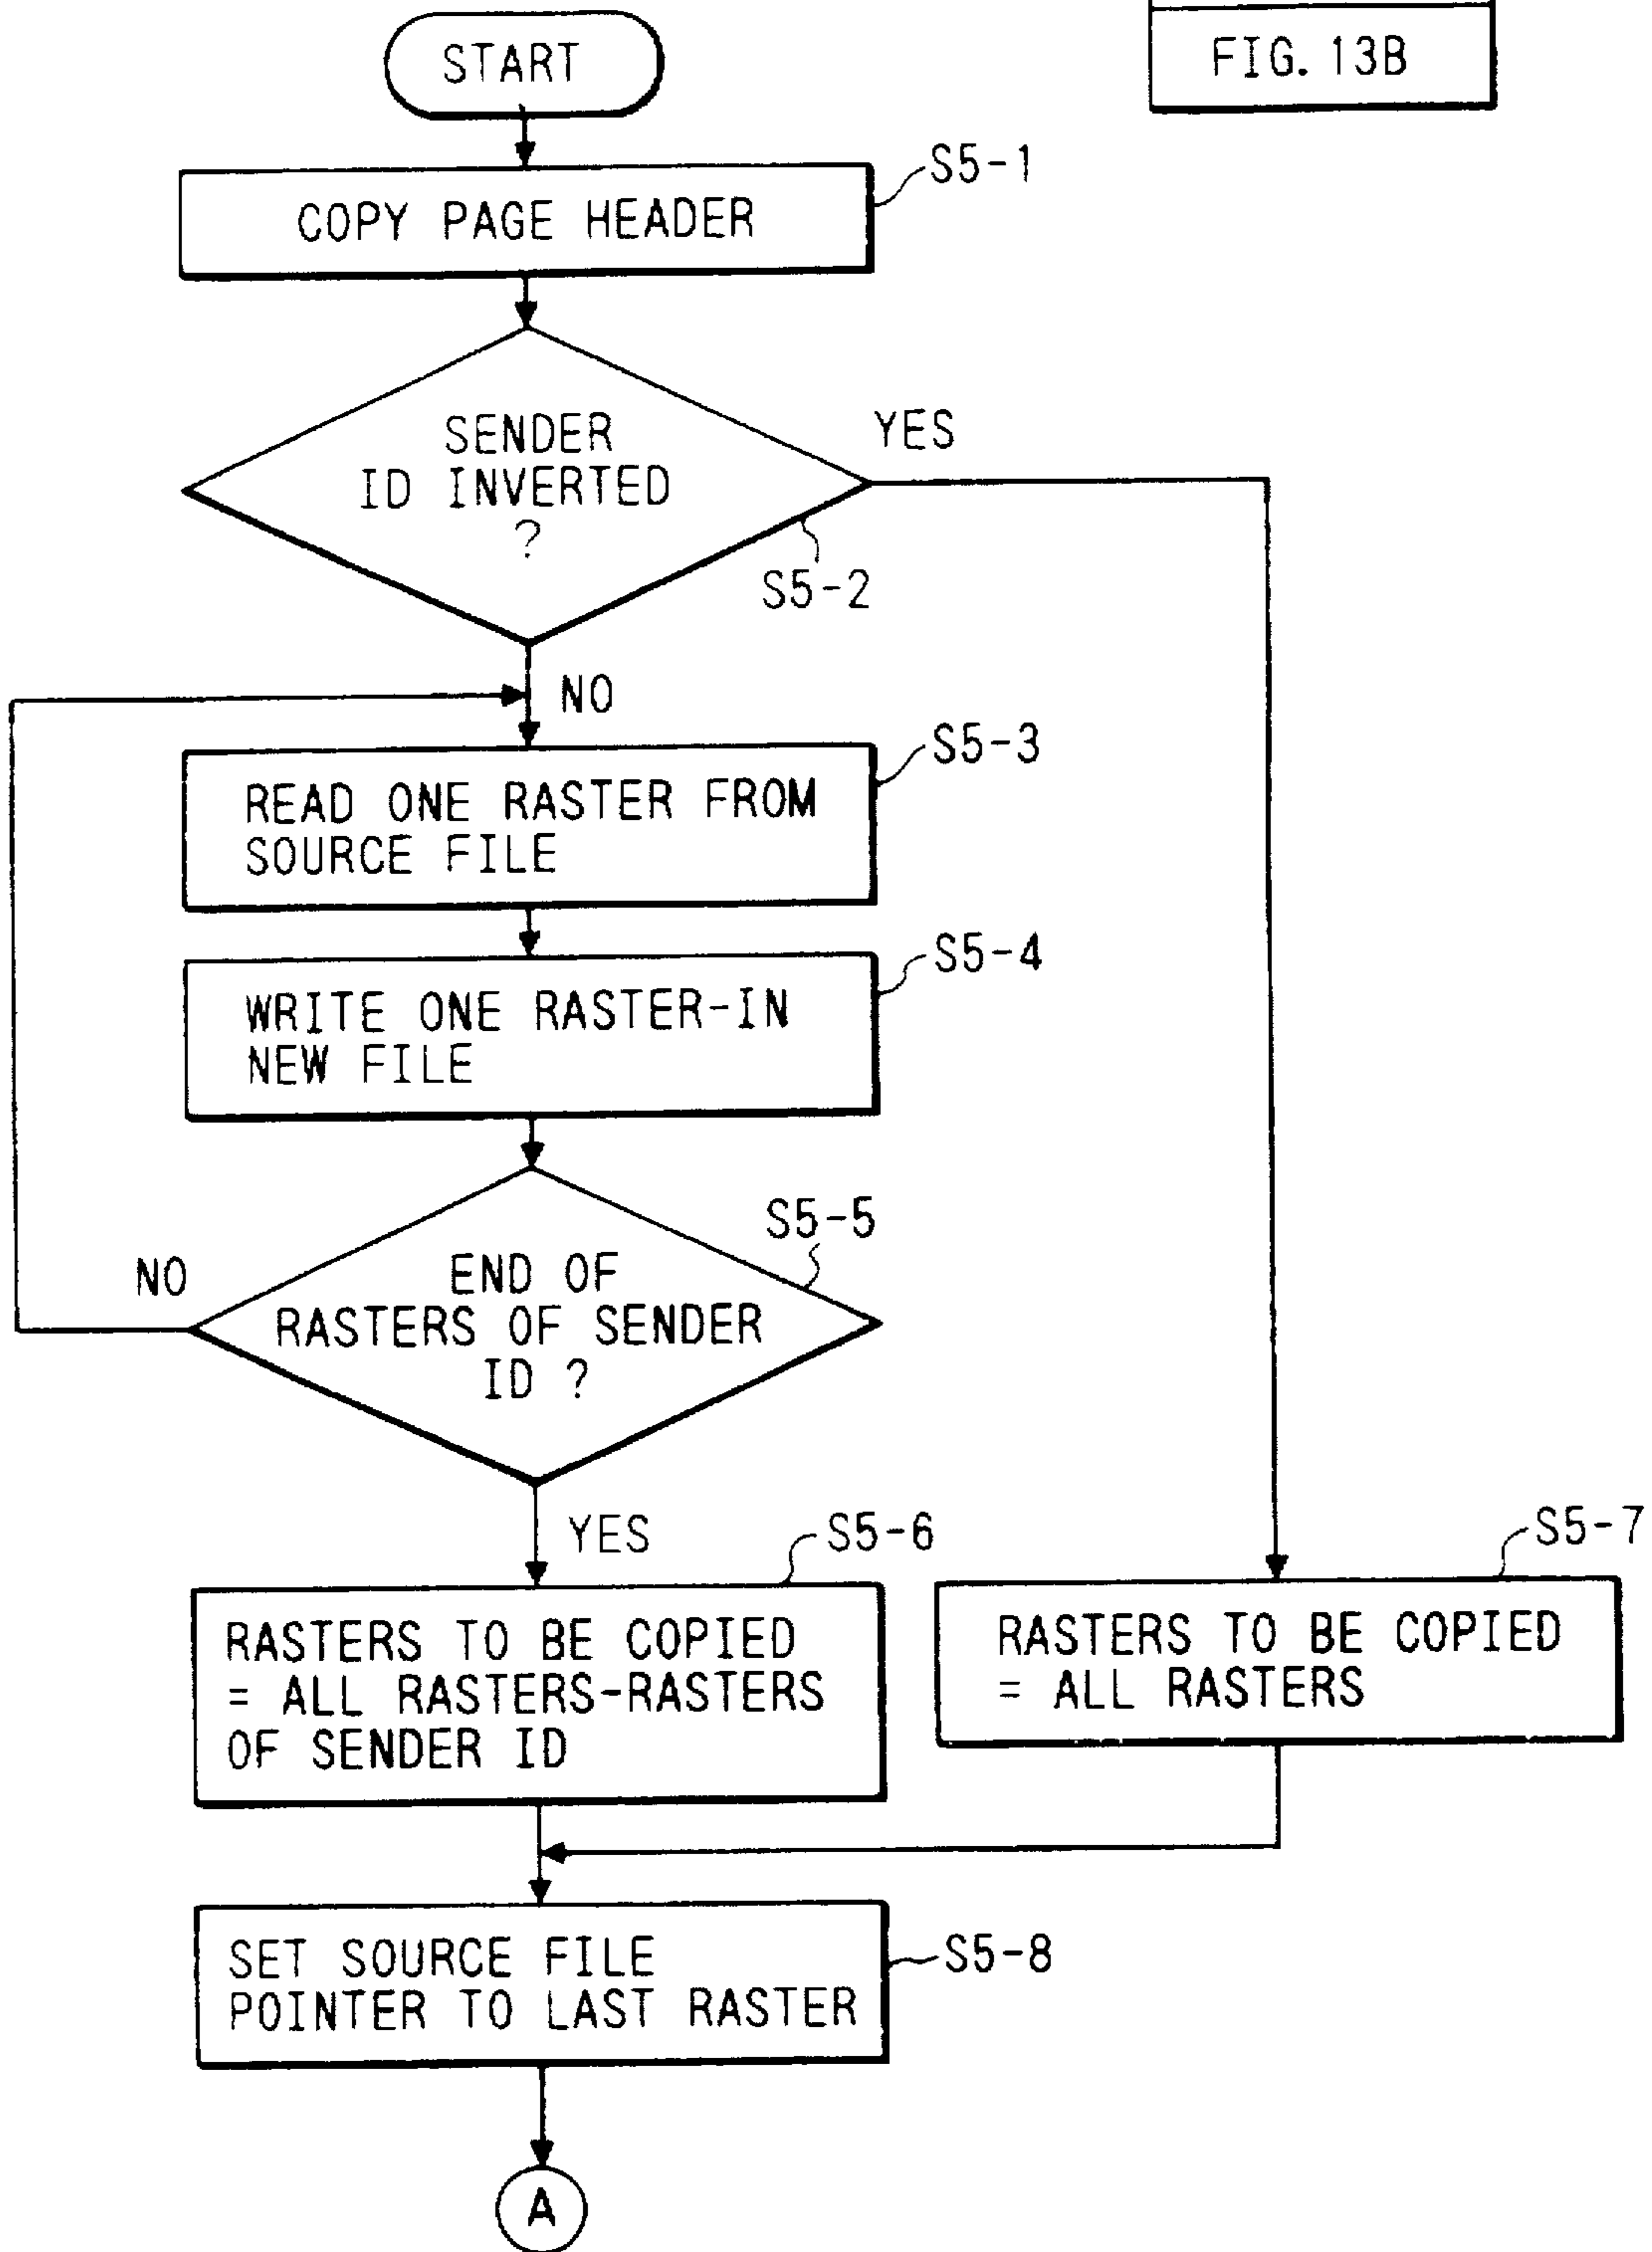 FIG. 13B
START
S5-1
COPY PAGE HEADER
SENDER
ID INVERTED
?
YES
S5-2
NO
S5-3
READ ONE RASTER FROM
SOURCE FILE
S5-4
WRITE ONE RASTER-IN
NEW FILE
S5-5
NO
END OF
RASTERS OF SENDER
ID ?
YES
S5-6
RASTERS TO BE COPIED
= ALL RASTERS-RASTERS
OF SENDER ID
S5-7
RASTERS TO BE COPIED
= ALL RASTERS
SET SOURCE FILE
POINTER TO LAST RASTER
S5-8
A